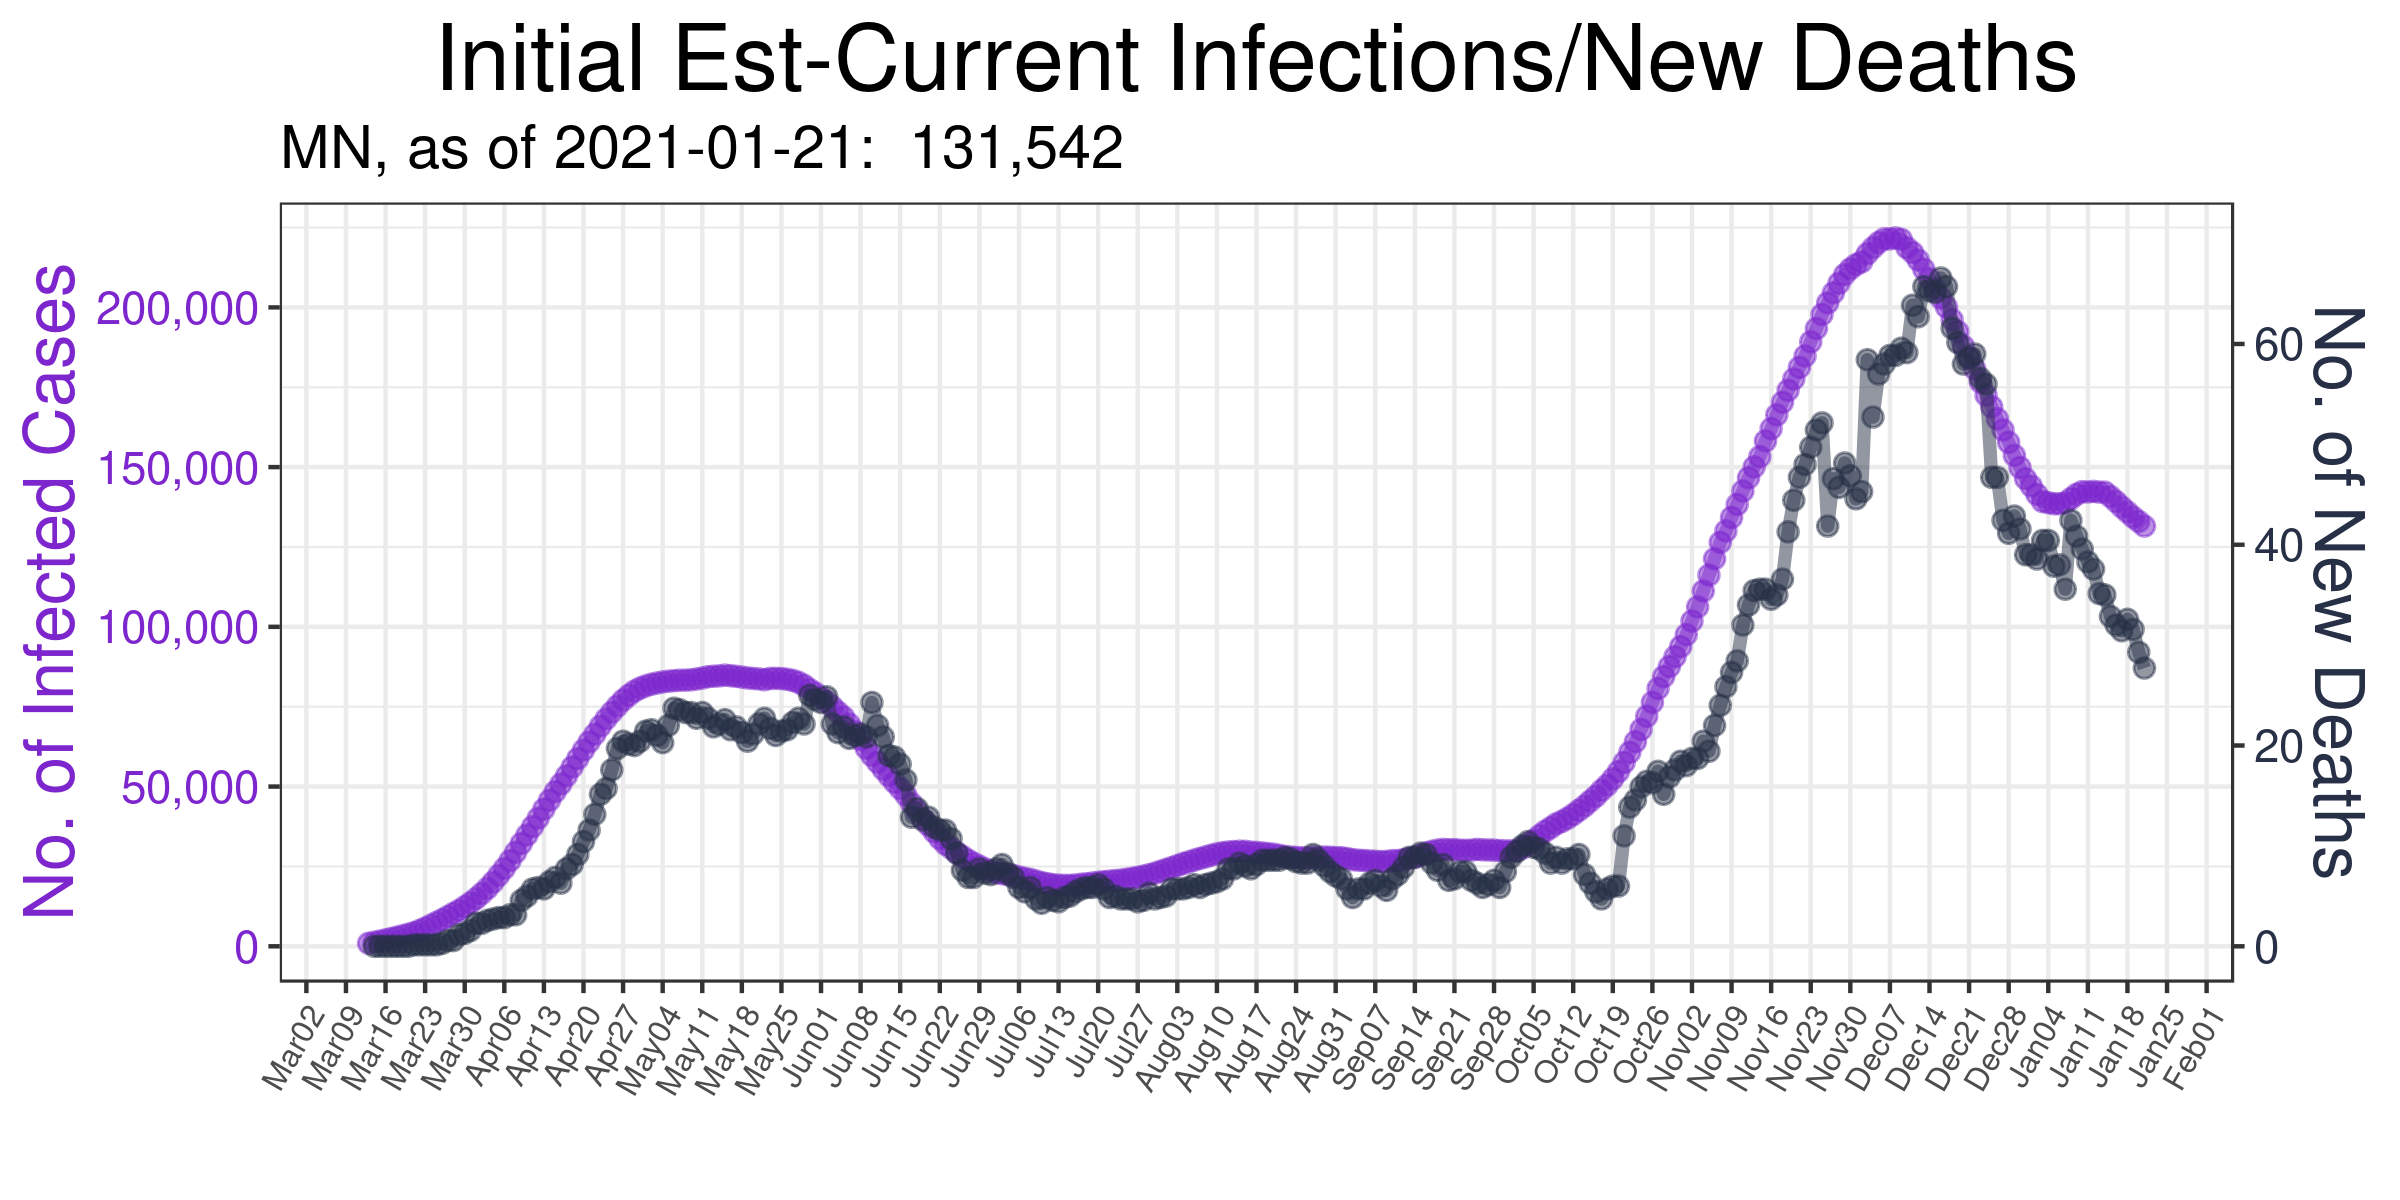 Initial Est-Current Infections/New Deaths
MN, as of 2021-01-21:  131,542
No. of Infected Cases
200,000
150,000
100,000
50,000
0
60
40
20
0
No. of New Deaths
Mar02
Mar09
Mar16
Mar23
Mar30
Apr06
Apr13
Apr20
Apr27
May04
May11
May18
May25
Jun01
Jun08
Jun15
Jun22
Jun29
Jul06
Jul13
Jul20
Jul27
Aug03
Aug10
Aug17
Aug24
Aug31
Sep07
Sep14
Sep21
Sep28
Oct05
Oct12
Oct19
Oct26
Nov02
Nov09
Nov16
Nov23
Nov30
Dec07
Dec14
Dec21
Dec28
Jan04
Jan11
Jan18
Jan25
Feb01